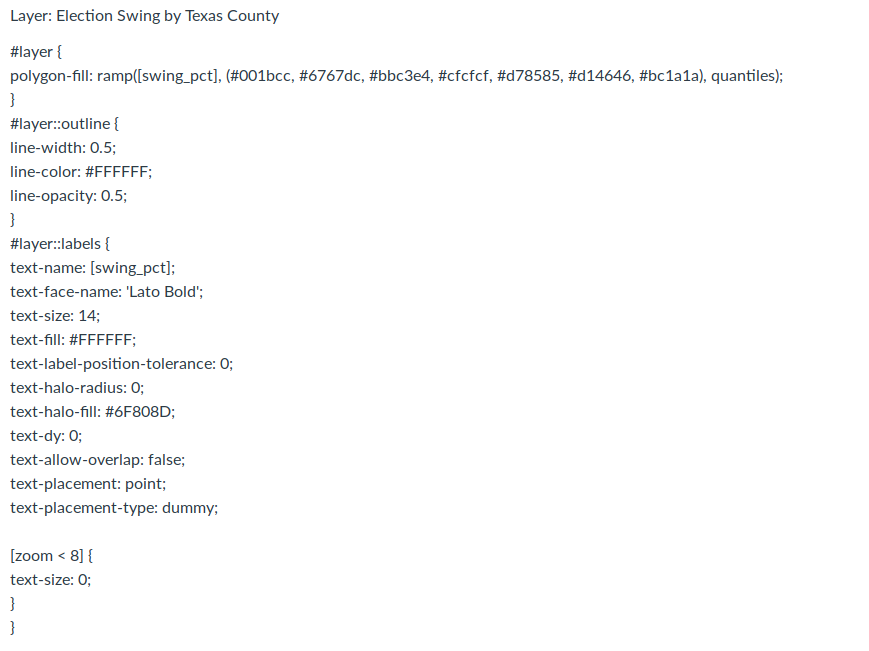 Layer: Election Swing by Texas County
#layer {
polygon-fill: ramp([swing_pct], (#001bcc, #6767dc, #bbc3e4, #cfcfcf, #d78585, #d14646, #bc1a1a), quantiles);
}
#layer::outline {
line-width: 0.5;
line-color: #FFFFFF;
line-opacity: 0.5;
}
#layer::labels {
text-name: [swing_pct];
text-face-name: 'Lato Bold';
text-size: 14;
text-fill: #FFFFFF;
text-label-position-tolerance: 0;
text-halo-radius: 0;
text-halo-fill: #6F808D;
text-dy: 0;
text-allow-overlap: false;
text-placement: point;
text-placement-type: dummy;
[zoom < 8] {
text-size: 0;
}
}